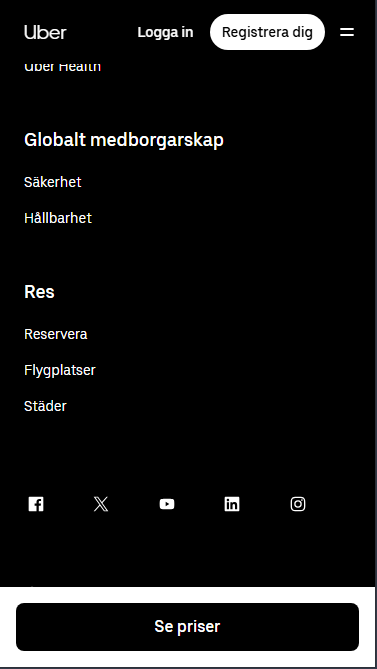 Uber
Logga in
Registrera dig
Uber Health
Globalt medborgarskap
Säkerhet
Hållbarhet
Res
Reservera
Flygplatser
Städer
Se priser